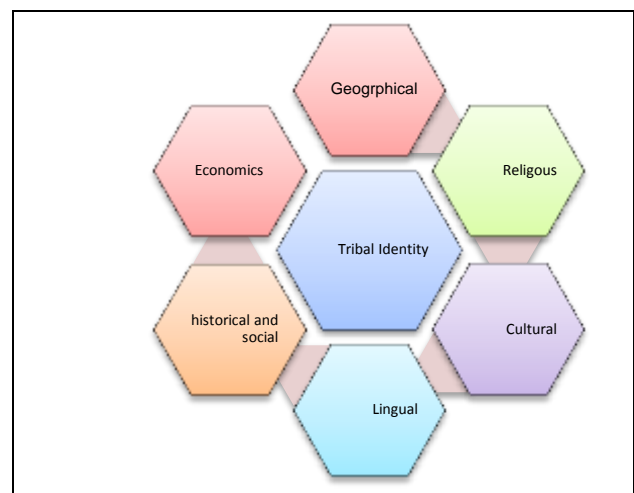 Geogrphical
Economics
Religous
Tribal Identity
historical and
social
Cultural
Lingual